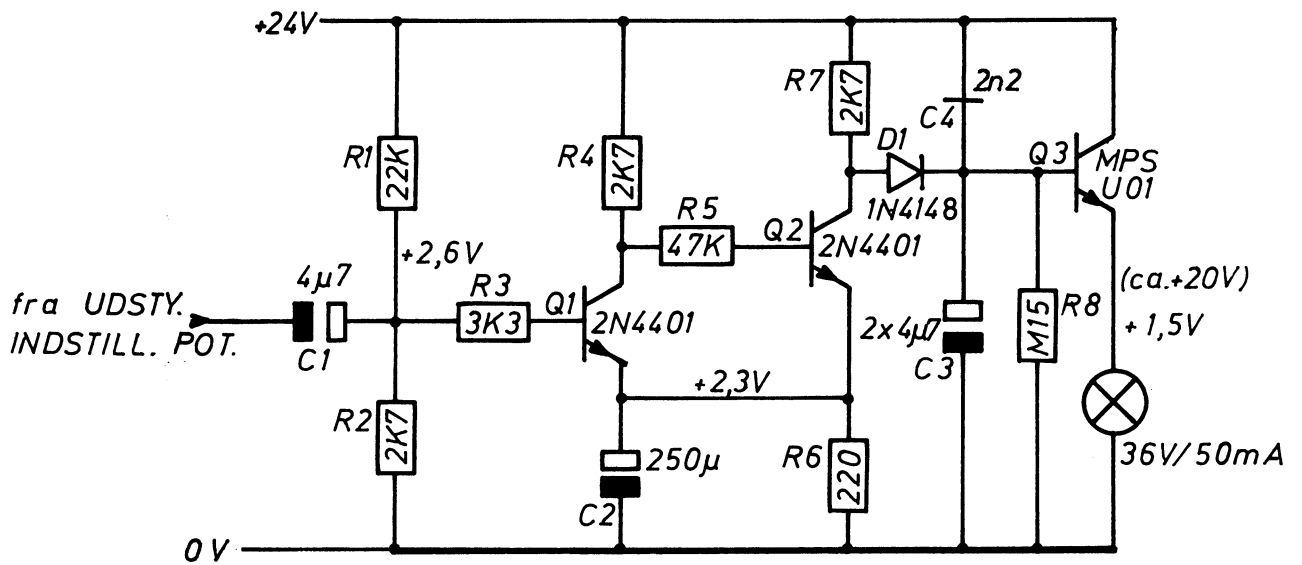 +24V
R1
22K
R4
2K7
R7
2K7
2n2
C4
D1
1N4148
Q3
MPS
U01
R5
47K
Q2
2N4401
+2,6V
4µ7
C1
fra UDSTY.
INDSTILL. POT.
R3
3K3
Q1
2N4401
(ca.+20V)
+1,5V
2x4µ7
C3
M15
R8
+2,3V
R2
2K7
250µ
C2
R6
220
36V/50mA
0V